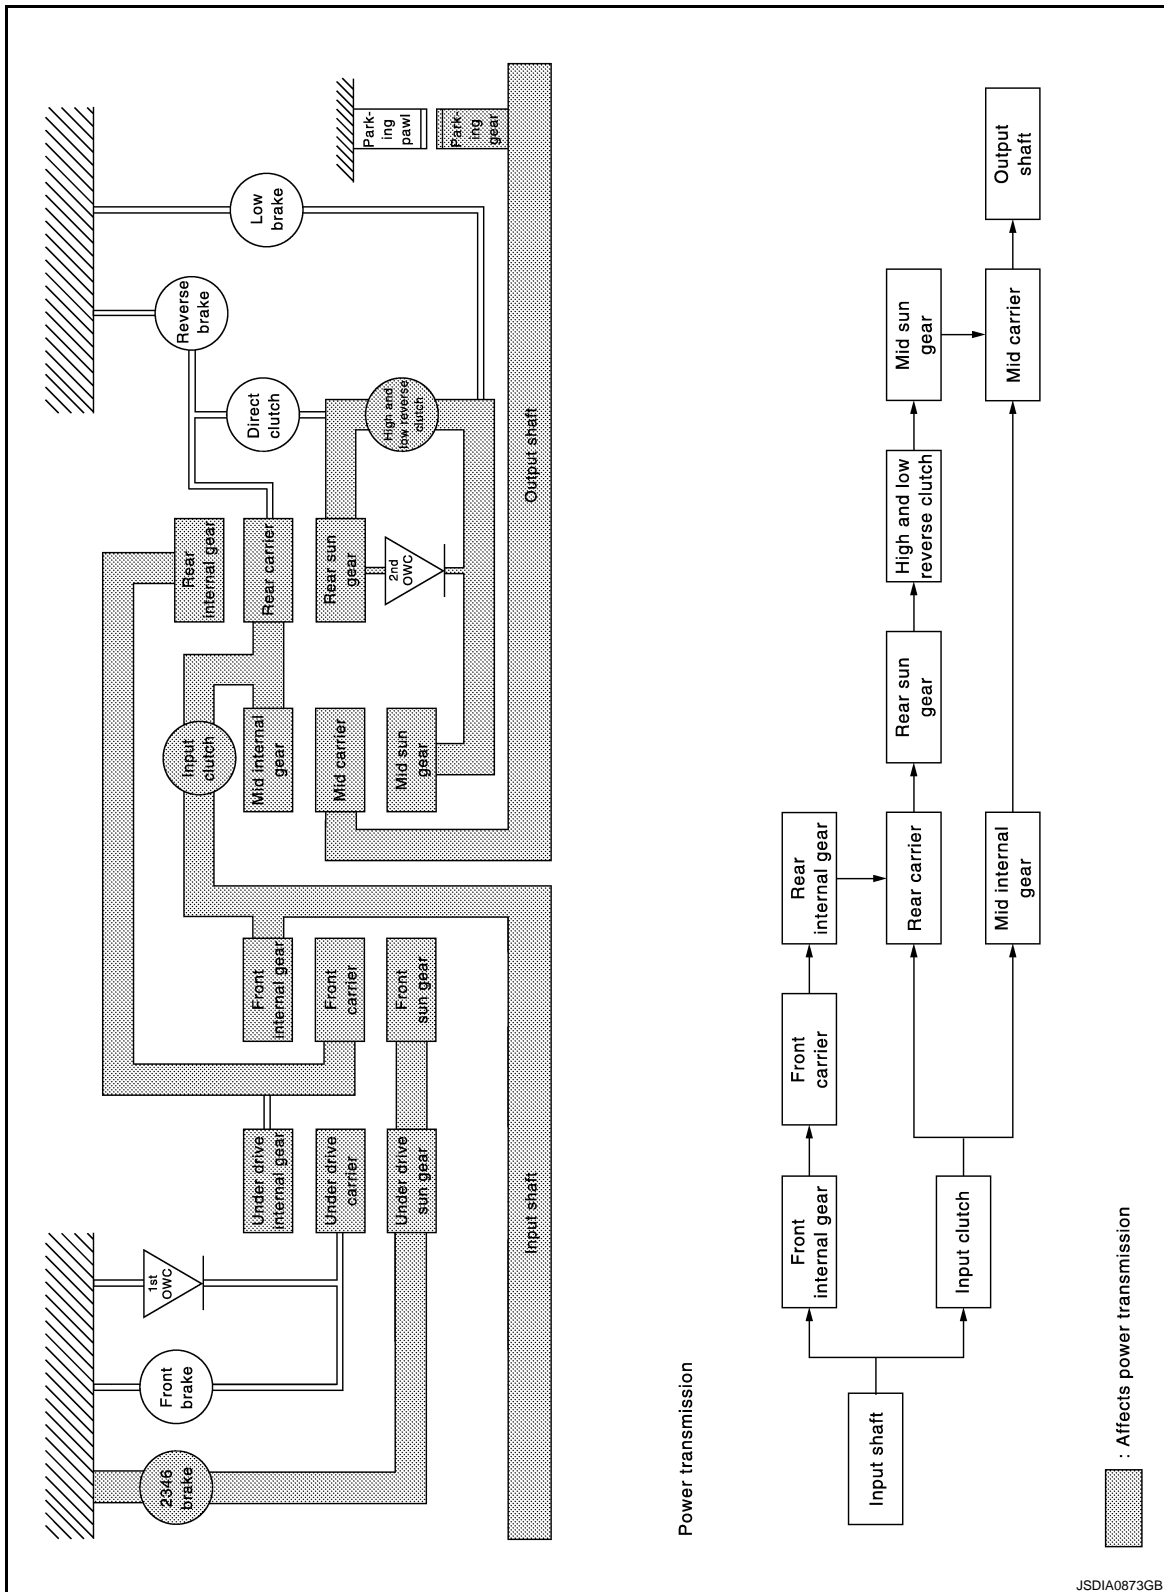 Park-
ing
pawl
Park-
ing
gear
Low
brake
Reverse
brake
Direct
clutch
High and
low reverse
clutch
Output shaft
Rear
internal gear
Rear carrier
Rear sun
gear
2nd
OWC
Input
clutch
Mid internal
gear
Mid carrier
Mid sun
gear
Front
internal gear
Front
carrier
Front
sun gear
Under drive
internal gear
Under drive
carrier
Under drive
sun gear
Input shaft
1st
OWC
Front
brake
2346
brake
Power transmission
Input shaft
Front
internal gear
Input clutch
Front
carrier
Rear
internal gear
Rear carrier
Mid internal
gear
Rear sun
gear
High and low
reverse clutch
Mid sun
gear
Mid carrier
Output
shaft
: Affects power transmission
JSDIA0873GB